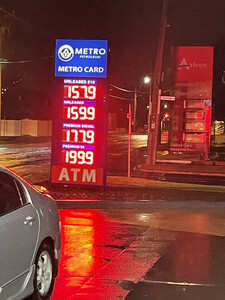 METRO
PETROLEUM
METRO CARD
UNLEADED E10
157.9
UNLEADED
159.9
PREMIUM DIESEL
177.9
PREMIUM 98
199.9
ATM